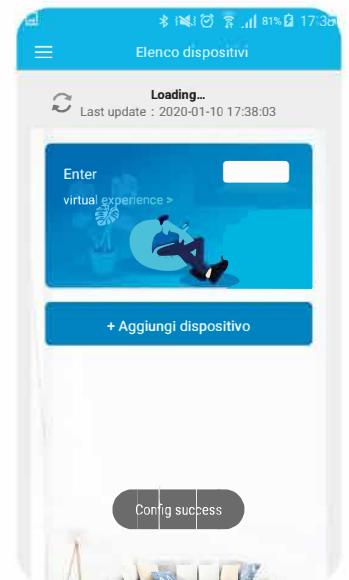 81% 17:38
Elenco dispositivi
Loading...
Last update : 2020-01-10 17:38:03
Enter
virtual experience >
+ Aggiungi dispositivo
Config success